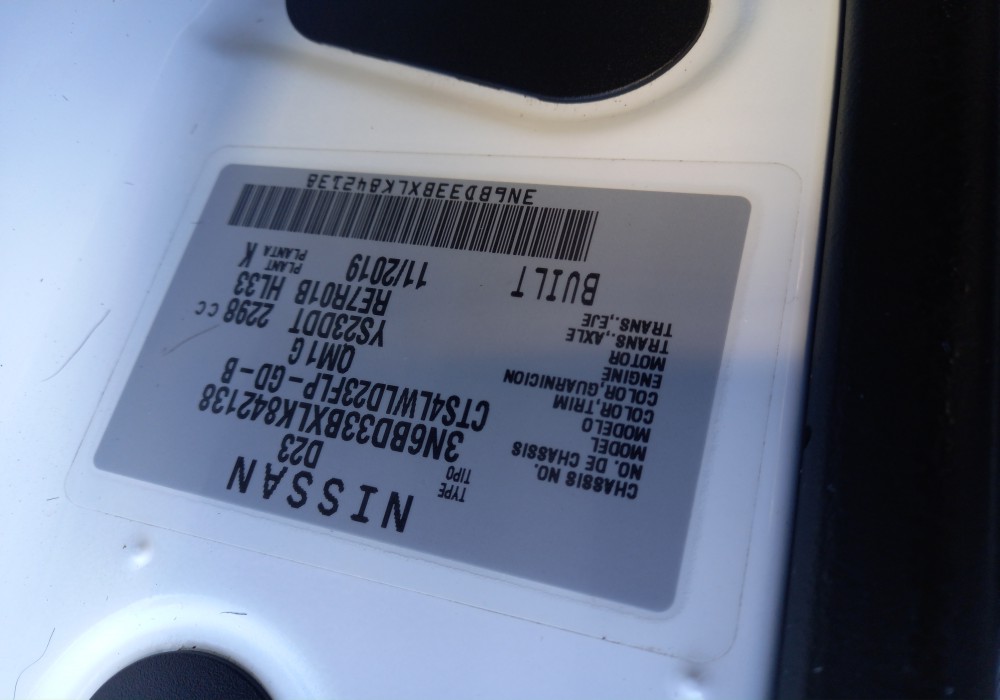 NISSAN
TYPE D23
TIPO
CHASSIS NO. 3N6BD33BXLK842138
NO. DE CHASSIS
MODEL CTS4LWLD23FLP-GD-B
MODELO
COLOR,TRIM QM1 G
COLOR,GUARNICION
ENGINE YS23DDT 2298 CC
MOTOR
TRANS.,AXLE RE7R01B HL33 PLANT K
TRANS.,EJE PLANTA
BUILT 11/2019
3N6BD33BXLK842138